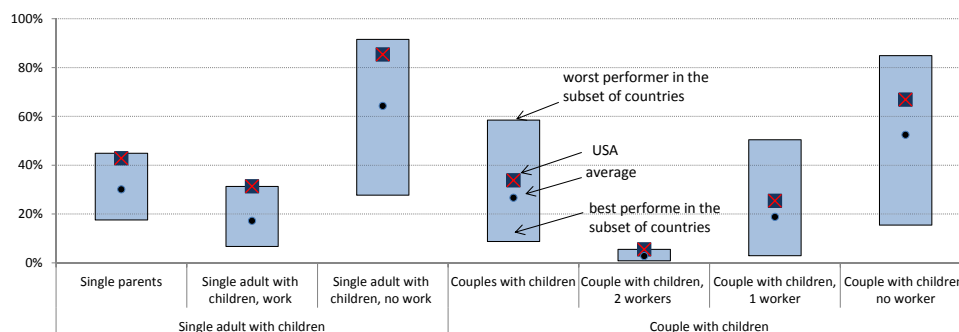 100%
80%
60%
40%
20%
0%
worst performer in the
subset of countries
USA
average
best performe in the
subset of countries
Single parents
Single adult with
children, work
Single adult with
children, no work
Couples with children
Couple with children,
2 workers
Couple with children,
1 worker
Couple with children
no worker
Single adult with children
Couple with children